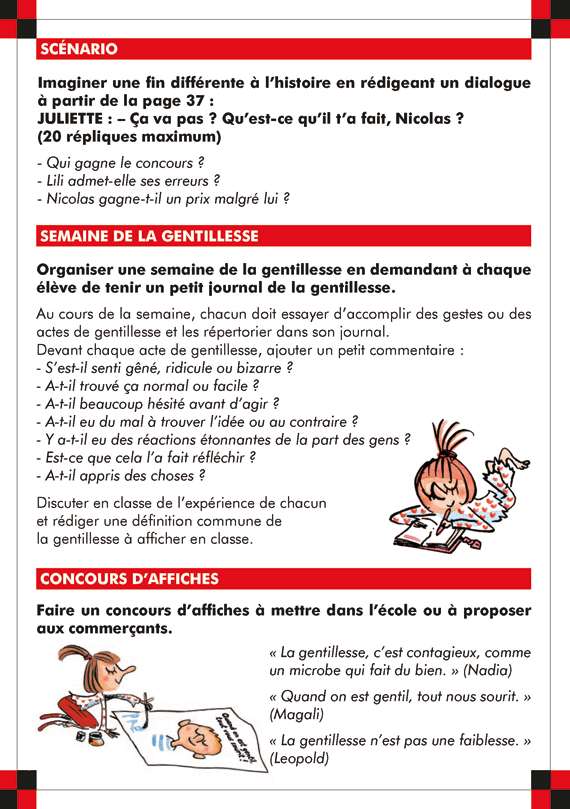 SCÉNARIO
Imaginer une fin différente à l'histoire en rédigeant un dialogue
à partir de la page 37 :
JULIETTE : – Ça va pas ? Qu'est-ce qu'il t'a fait, Nicolas ?
(20 répliques maximum)
- Qui gagne le concours ?
- Lili admet-elle ses erreurs ?
- Nicolas gagne-t-il un prix malgré lui ?
SEMAINE DE LA GENTILLESSE
Organiser une semaine de la gentillesse en demandant à chaque
élève de tenir un petit journal de la gentillesse.
Au cours de la semaine, chacun doit essayer d'accomplir des gestes ou des
actes de gentillesse et les répertorier dans son journal.
Devant chaque acte de gentillesse, ajouter un petit commentaire :
- S'est-il senti gêné, ridicule ou bizarre ?
- A-t-il trouvé ça normal ou facile ?
- A-t-il beaucoup hésité avant d'agir ?
- A-t-il eu du mal à trouver l'idée ou au contraire ?
- Y a-t-il eu des réactions étonnantes de la part des gens ?
- Est-ce que cela l'a fait réfléchir ?
- A-t-il appris des choses ?
Discuter en classe de l'expérience de chacun
et rédiger une définition commune de
la gentillesse à afficher en classe.
CONCOURS D'AFFICHES
Faire un concours d'affiches à mettre dans l'école ou à proposer
aux commerçants.
« La gentillesse, c'est contagieux, comme
un microbe qui fait du bien. » (Nadia)
« Quand on est gentil, tout nous sourit. »
(Magali)
« La gentillesse n'est pas une faiblesse. »
(Leopold)
Quand on est gentil,
tout nous sourit !